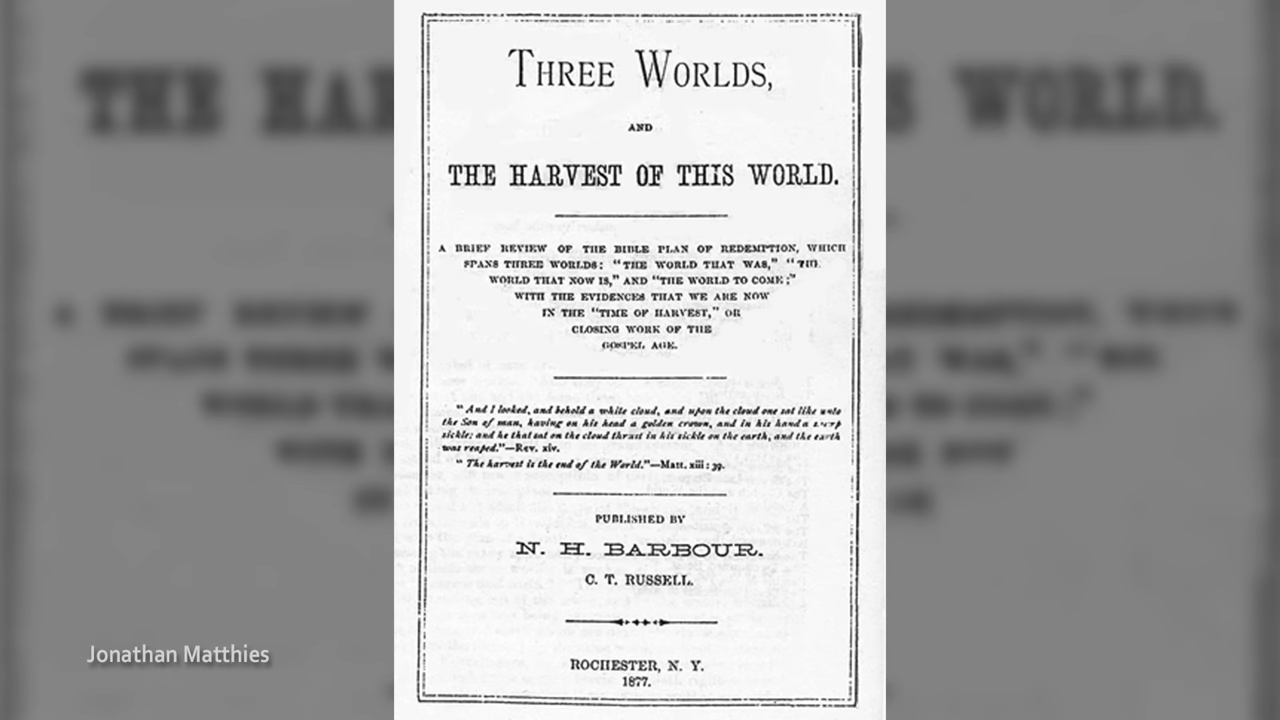 THREE WORLDS,
AND
THE HARVEST OF THIS WORLD.
A BRIEF REVIEW OF THE BIBLE PLAN OF REDEMPTION, WHICH
SPANS THREE WORLDS: "THE WORLD THAT WAS," "THE
WORLD THAT NOW IS," AND "THE WORLD TO COME;"
WITH THE EVIDENCES THAT WE ARE NOW
IN THE "TIME OF HARVEST," OR
CLOSING WORK OF THE
GOSPEL AGE.
"And I looked, and behold a white cloud, and upon the cloud one sat like unto
the Son of man, having on his head a golden crown, and in his hand a sharp
sickle; and he that sat on the cloud thrust in his sickle on the earth, and the earth
was reaped."—Rev. xiv.
"The harvest is the end of the World."—Matt. xiii : 39.
PUBLISHED BY
N. H. BARBOUR.
C. T. RUSSELL.
ROCHESTER, N. Y.
1877.
Jonathan Matthies